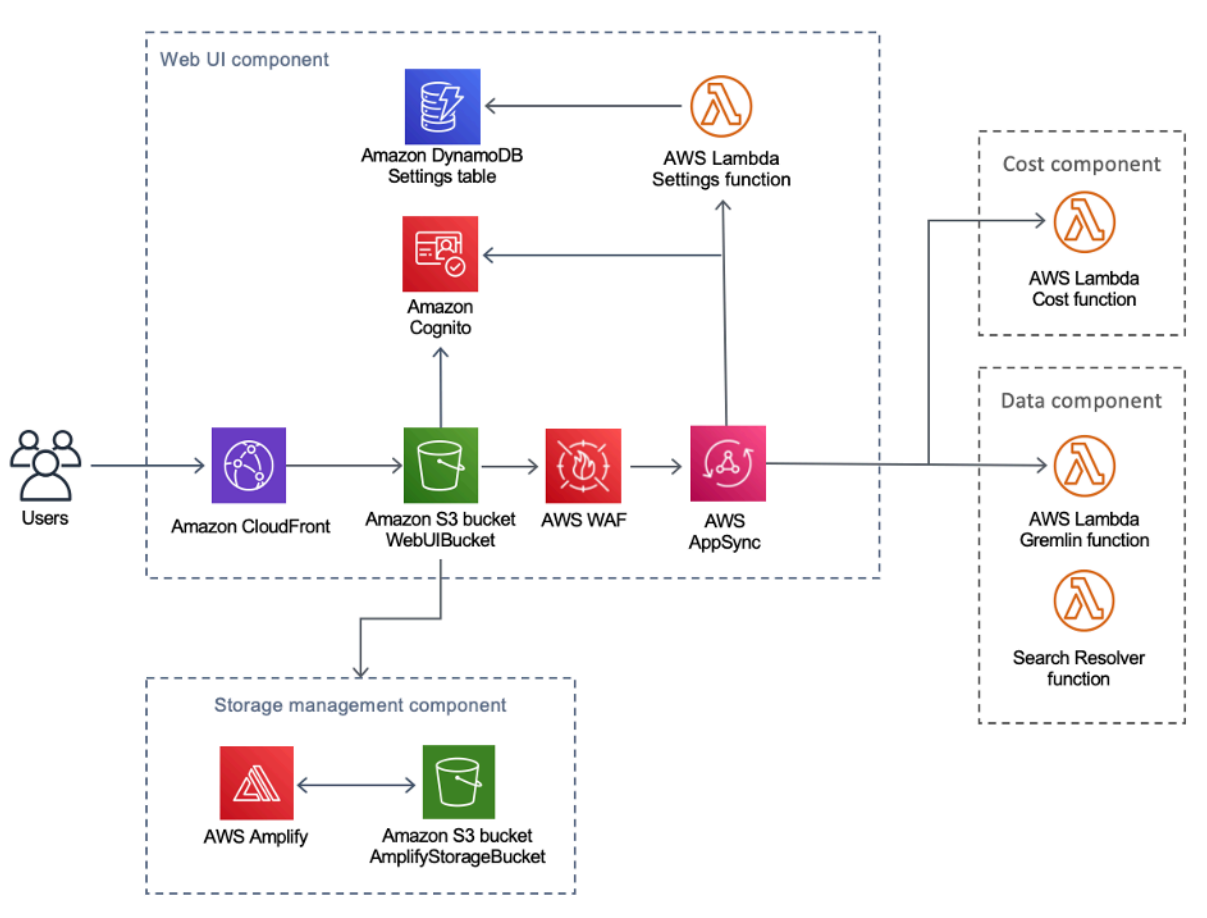 Web UI component
Amazon DynamoDB
Settings table
AWS Lambda
Settings function
Cost component
AWS Lambda
Cost function
Amazon
Cognito
Data component
Users
Amazon CloudFront
Amazon S3 bucket
WebUIBucket
AWS WAF
AWS
AppSync
AWS Lambda
Gremlin function
Search Resolver
function
Storage management component
AWS Amplify
Amazon S3 bucket
AmplifyStorageBucket